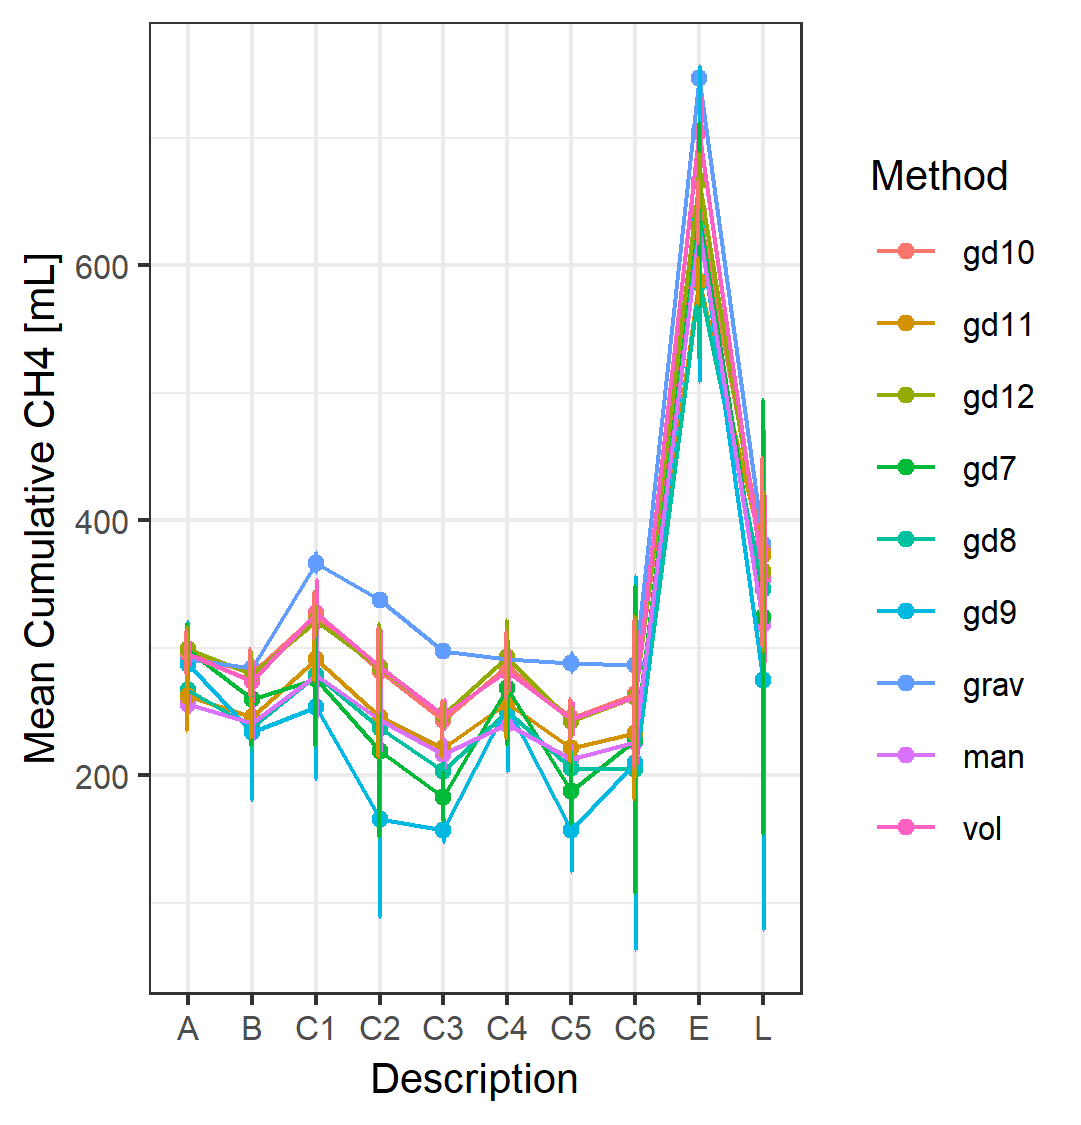 Mean Cumulative CH4 [mL]
600
400
200
A B C1 C2 C3 C4 C5 C6 E L
Description
Method
gd10
gd11
gd12
gd7
gd8
gd9
grav
man
vol